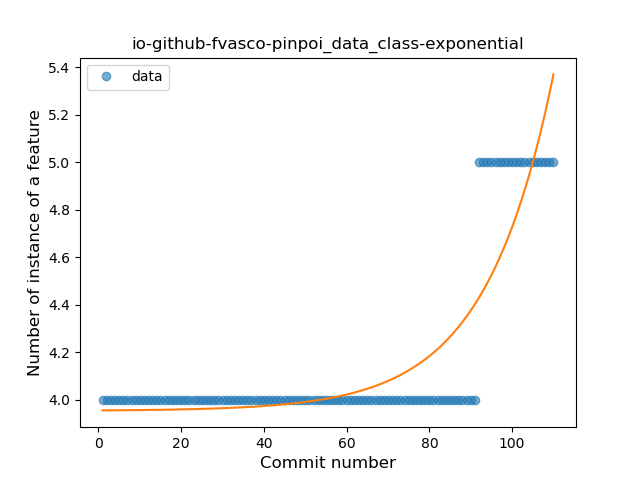 io-github-fvasco-pinpoi_data_class-exponential
data
Number of instance of a feature
5.4
5.2
5.0
4.8
4.6
4.4
4.2
4.0
0 20 40 60 80 100
Commit number